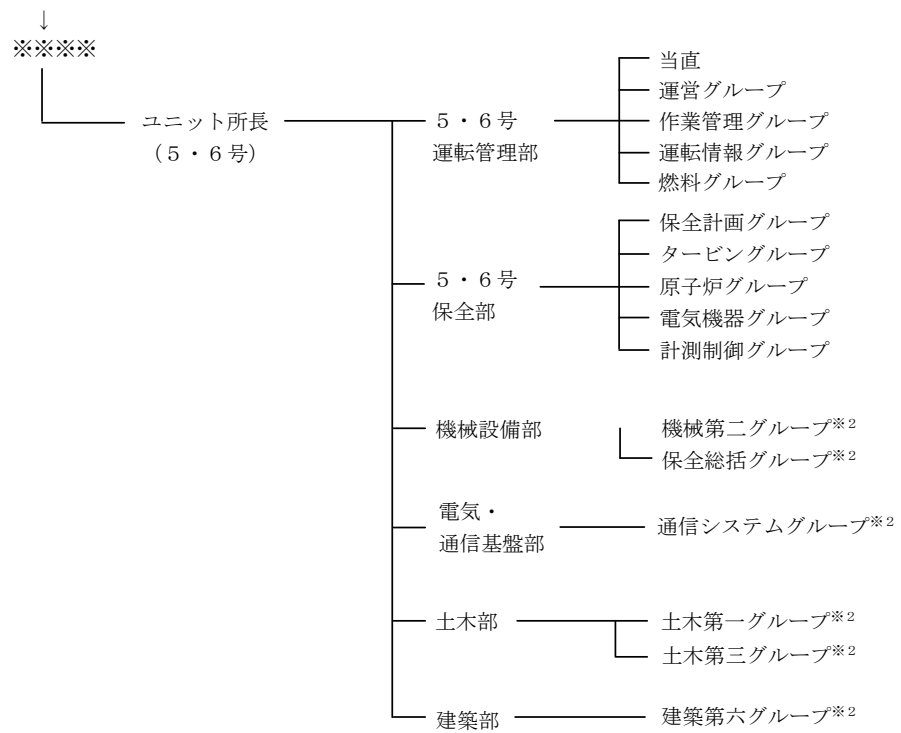 ↓
※※※※
ユニット所長
(５・６号)
５・６号
運転管理部
当直
運営グループ
作業管理グループ
運転情報グループ
燃料グループ
５・６号
保全部
保全計画グループ
タービングループ
原子炉グループ
電気機器グループ
計測制御グループ
機械設備部
機械第二グループ※2
保全総括グループ※2
電気・
通信基盤部
通信システムグループ※2
土木部
土木第一グループ※2
土木第三グループ※2
建築部
建築第六グループ※2